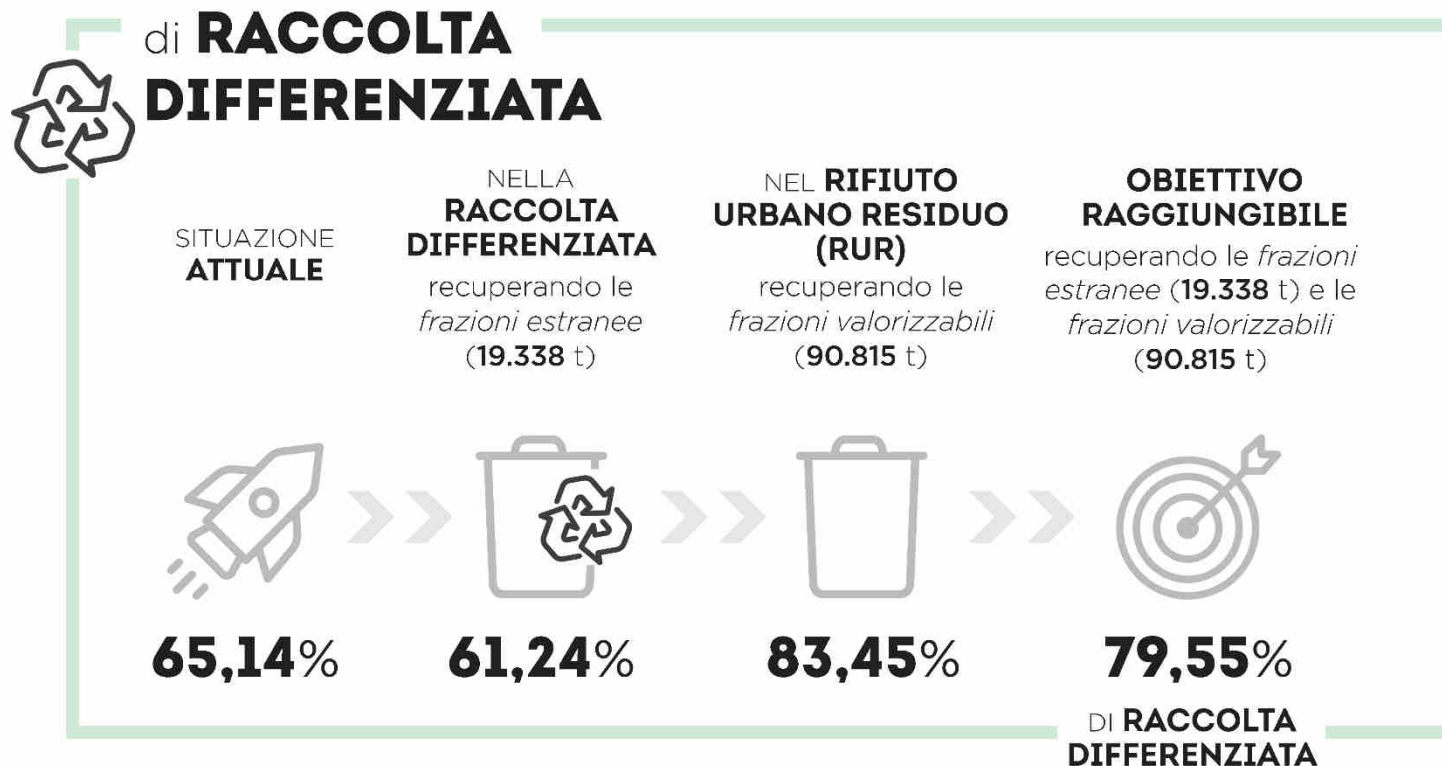 di RACCOLTA
DIFFERENZIATA
SITUAZIONE
ATTUALE
NELLA
RACCOLTA
DIFFERENZIATA
recuperando le
frazioni estranee
(19.338 t)
NEL RIFIUTO
URBANO RESIDUO
(RUR)
recuperando le
frazioni valorizzabili
(90.815 t)
OBIETTIVO
RAGGIUNGIBILE
recuperando le frazioni
estranee (19.338 t) e le
frazioni valorizzabili
(90.815 t)
65,14%
61,24%
83,45%
79,55%
DI RACCOLTA
DIFFERENZIATA